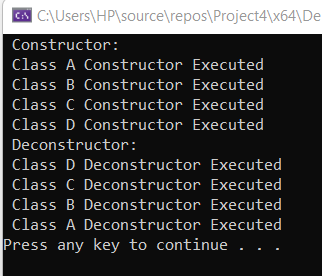 C:\Users\HP\source\repos\Project4\x64\De
Constructor:
Class A Constructor Executed
Class B Constructor Executed
Class C Constructor Executed
Class D Constructor Executed
Deconstructor:
Class D Deconstructor Executed
Class C Deconstructor Executed
Class B Deconstructor Executed
Class A Deconstructor Executed
Press any key to continue . . .